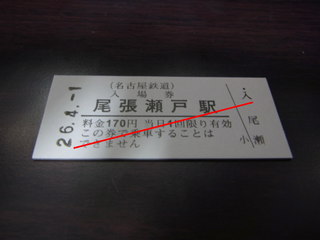 (名古屋鉄道)
入場券
尾張瀬戸駅
料金170円 当日1回限り有効
この券で乗車することは
できません
26.4.-1
入
尾
瀬
小